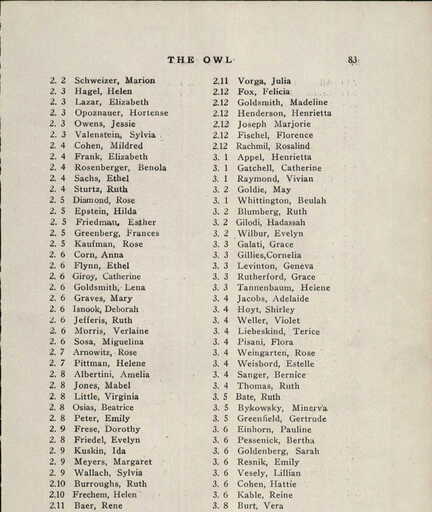 THE OWL 83
2. 2 Schweizer, Marion
2. 3 Hagel, Helen
2. 3 Lazar, Elizabeth
2. 3 Opoznauer, Hortense
2. 3 Owens, Jessie
2. 3 Valenstein, Sylvia
2. 4 Cohen, Mildred
2. 4 Frank, Elizabeth
2. 4 Rosenberger, Benola
2. 4 Sachs, Ethel
2. 4 Sturtz, Ruth
2. 5 Diamond, Rose
2. 5 Epstein, Hilda
2. 5 Friedman, Esther
2. 5 Greenberg, Frances
2. 5 Kaufman, Rose
2. 6 Corn, Anna
2. 6 Flynn, Ethel
2. 6 Giroy, Catherine
2. 6 Goldsmith, Lena
2. 6 Graves, Mary
2. 6 Isnook, Deborah
2. 6 Jefferis, Ruth
2. 6 Morris, Verlaine
2. 6 Sosa, Miguelina
2. 7 Arnowitz, Rose
2. 7 Pittman, Helene
2. 8 Albertini, Amelia
2. 8 Jones, Mabel
2. 8 Little, Virginia
2. 8 Osias, Beatrice
2. 8 Peter, Emily
2. 9 Frese, Dorothy
2. 8 Friedel, Evelyn
2. 9 Kuskin, Ida
2. 9 Meyers, Margaret
2. 9 Wallach, Sylvia
2.10 Burroughs, Ruth
2.10 Frechem, Helen
2.11 Baer, Rene
2.11 Vorga, Julia
2.12 Fox, Felicia
2.12 Goldsmith, Madeline
2.12 Henderson, Henrietta
2.12 Joseph Marjorie
2.12 Fischel, Florence
2.12 Rachmil, Rosalind
3. 1 Appel, Henrietta
3. 1 Gatchell, Catherine
3. 1 Raymond, Vivian
3. 2 Goldie, May
3. 1 Whittington, Beulah
3. 2 Blumberg, Ruth
3. 2 Gilodi, Hadassah
3. 2 Wilbur, Evelyn
3. 3 Galati, Grace
3. 3 Gillies,Cornelia
3. 3 Levinton, Geneva
3. 3 Rutherford, Grace
3. 3 Tannenbaum, Helene
3. 4 Jacobs, Adelaide
3. 4 Hoyt, Shirley
3. 4 Weller, Violet
3. 4 Liebeskind, Terice
3. 4 Pisani, Flora
3. 4 Weingarten, Rose
3. 4 Weisbord, Estelle
3. 4 Sanger, Bernice
3. 4 Thomas, Ruth
3. 5 Bate, Ruth
3. 5 Bykowsky, Minerva
3. 5 Greenfield, Gertrude
3. 6 Einhorn, Pauline
3. 6 Pessenick, Bertha
3. 6 Goldenberg, Sarah
3. 6 Resnik, Emily
3. 6 Vesely, Lillian
3. 6 Cohen, Hattie
3. 6 Kable, Reine
3. 8 Burt, Vera